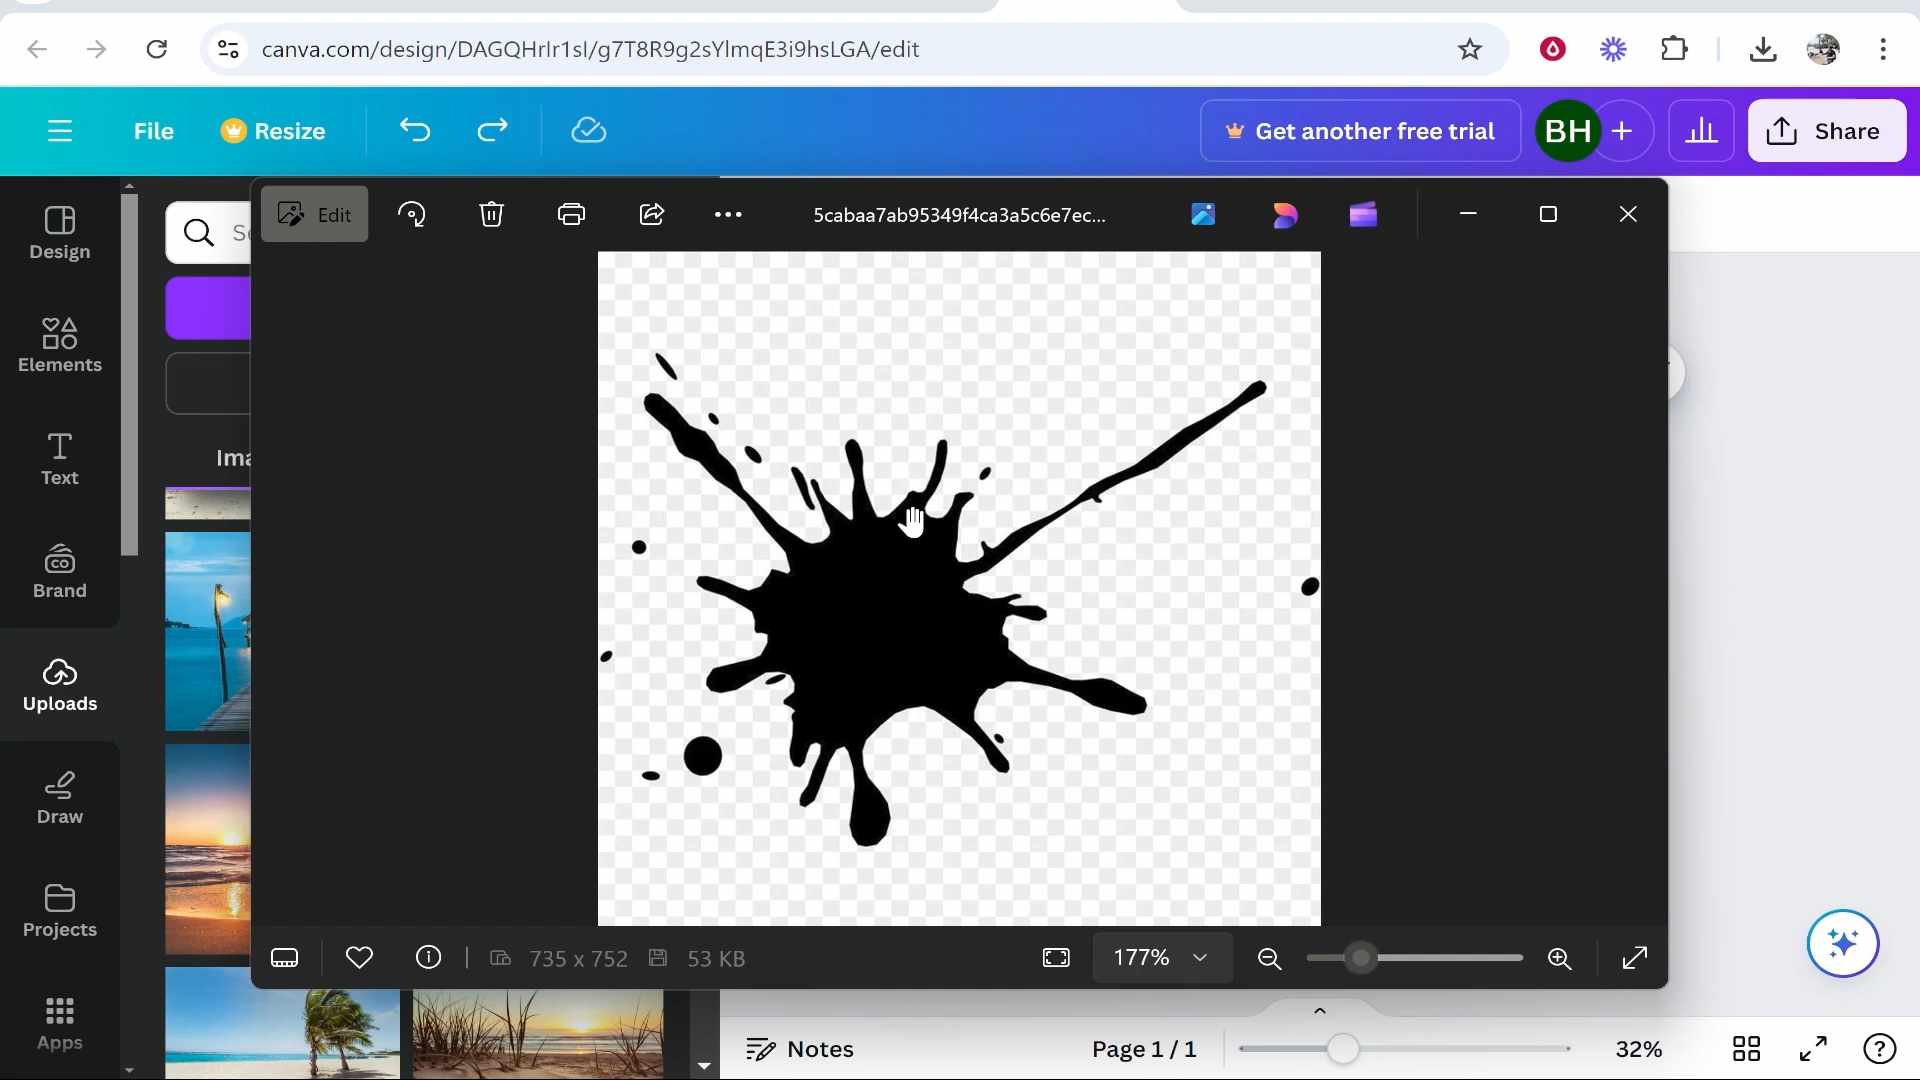 canva.com/design/DAGQHrIr1sI/g7T8R9g2sYlmqE3i9hsLGA/edit
File
Resize
Get another free trial
BH
Share
Edit
5cabaa7ab95349f4ca3a5c6e7ec...
Design
Elements
Text
Brand
Uploads
Draw
Projects
Apps
735 x 752
53 KB
177%
Notes
Page 1 / 1
32%